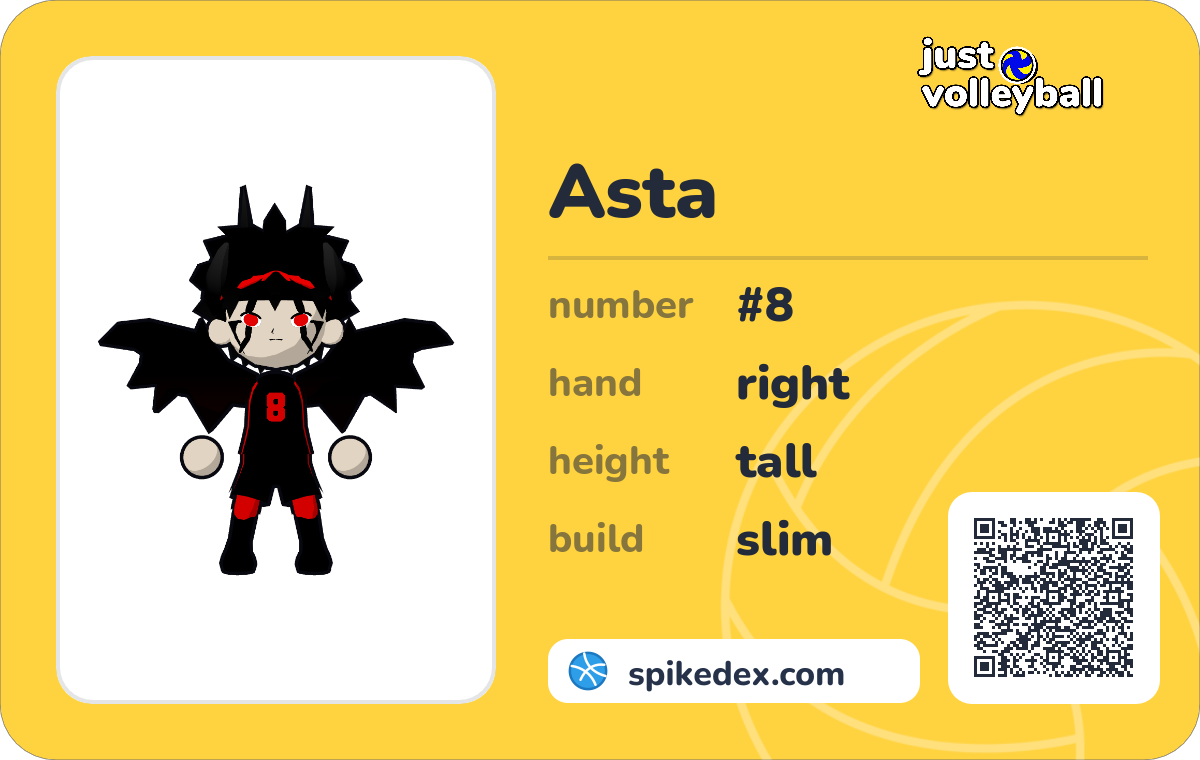 just
volleyball
Asta
number #8
hand right
height tall
build slim
8
spikedex.com